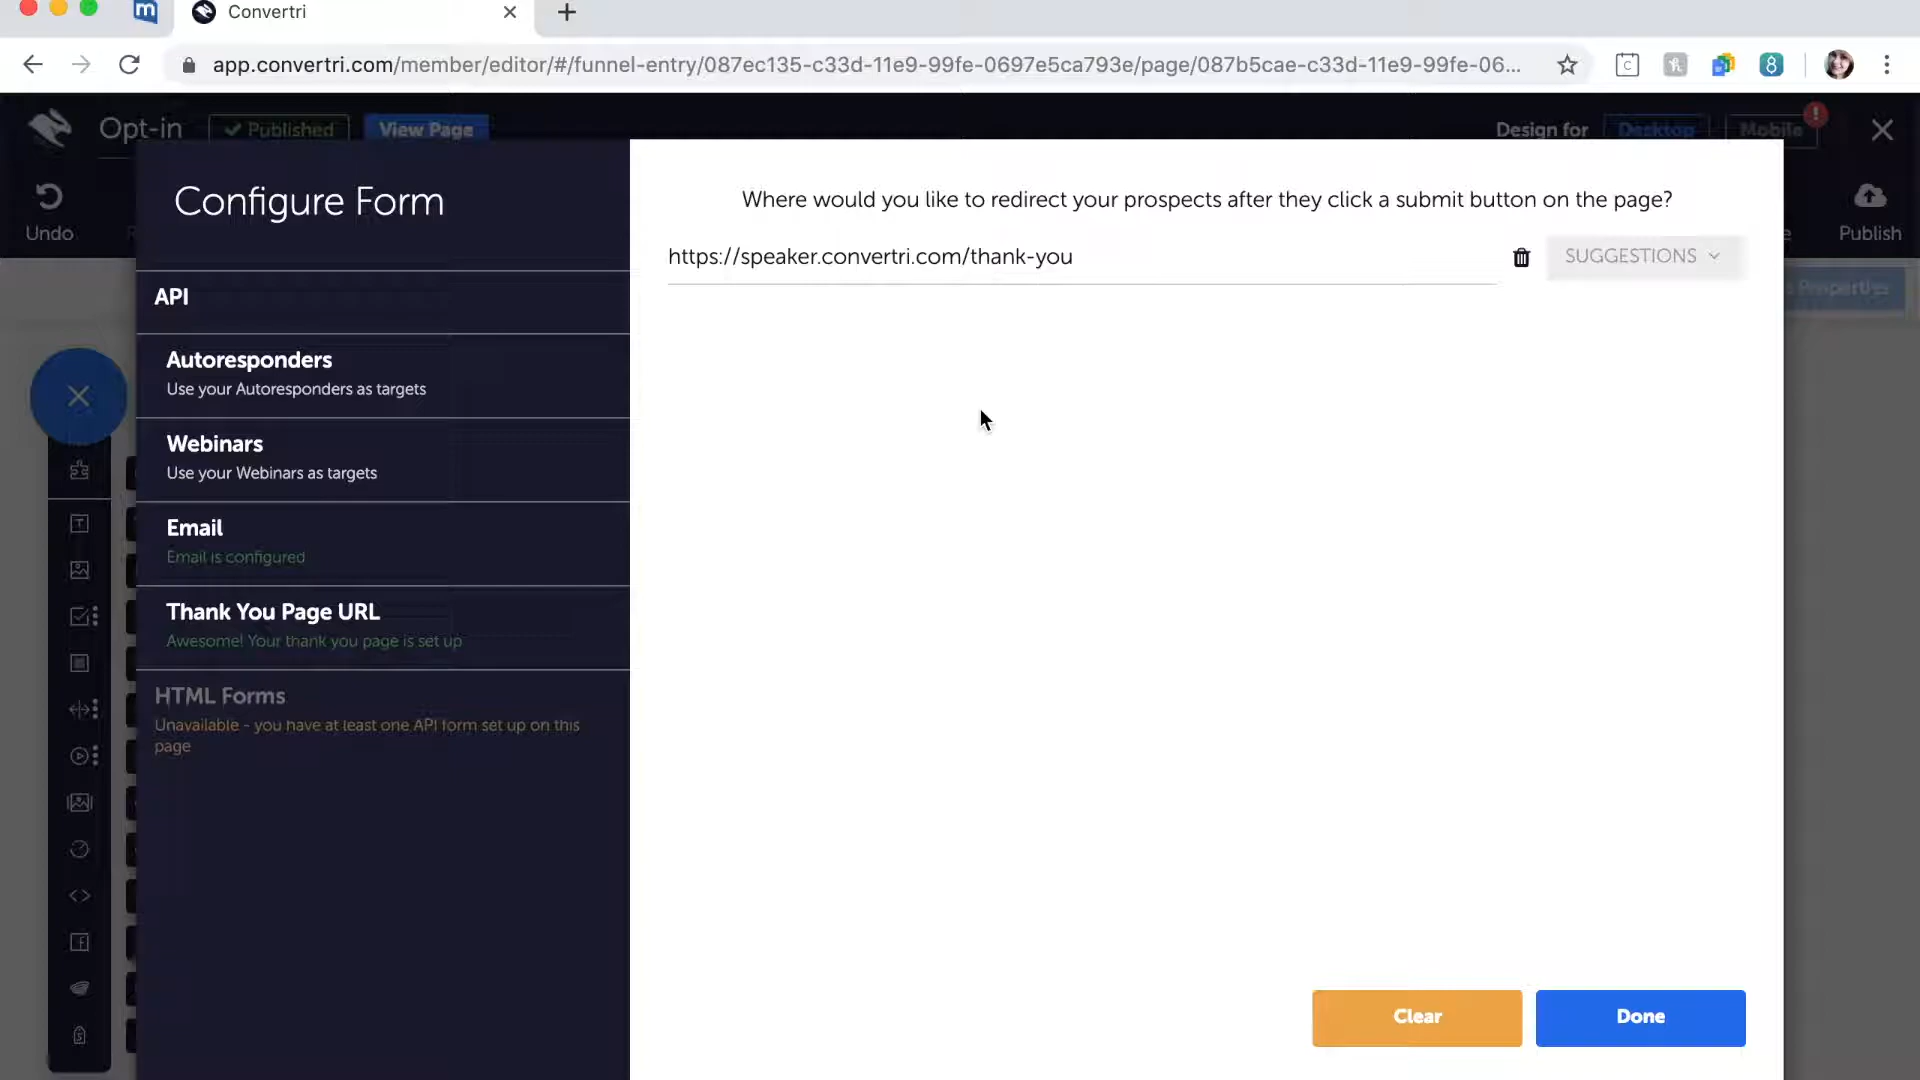 Convertri
app.convertri.com/member/editor/#/funnel-entry/087ec135-c33d-11e9-99fe-0697e5ca793e/page/087b5cae-c33d-11e9-99fe-06...
Opt-in
Published
View Page
Design for
Desktop
Mobile
!
Undo
Publish
Properties
Configure Form
API
Autoresponders
Use your Autoresponders as targets
Webinars
Use your Webinars as targets
Email
Email is configured
Thank You Page URL
Awesome! Your thank you page is set up
HTML Forms
Unavailable - you have at least one API form set up on this
page
Where would you like to redirect your prospects after they click a submit button on the page?
https://speaker.convertri.com/thank-you
SUGGESTIONS
Clear
Done